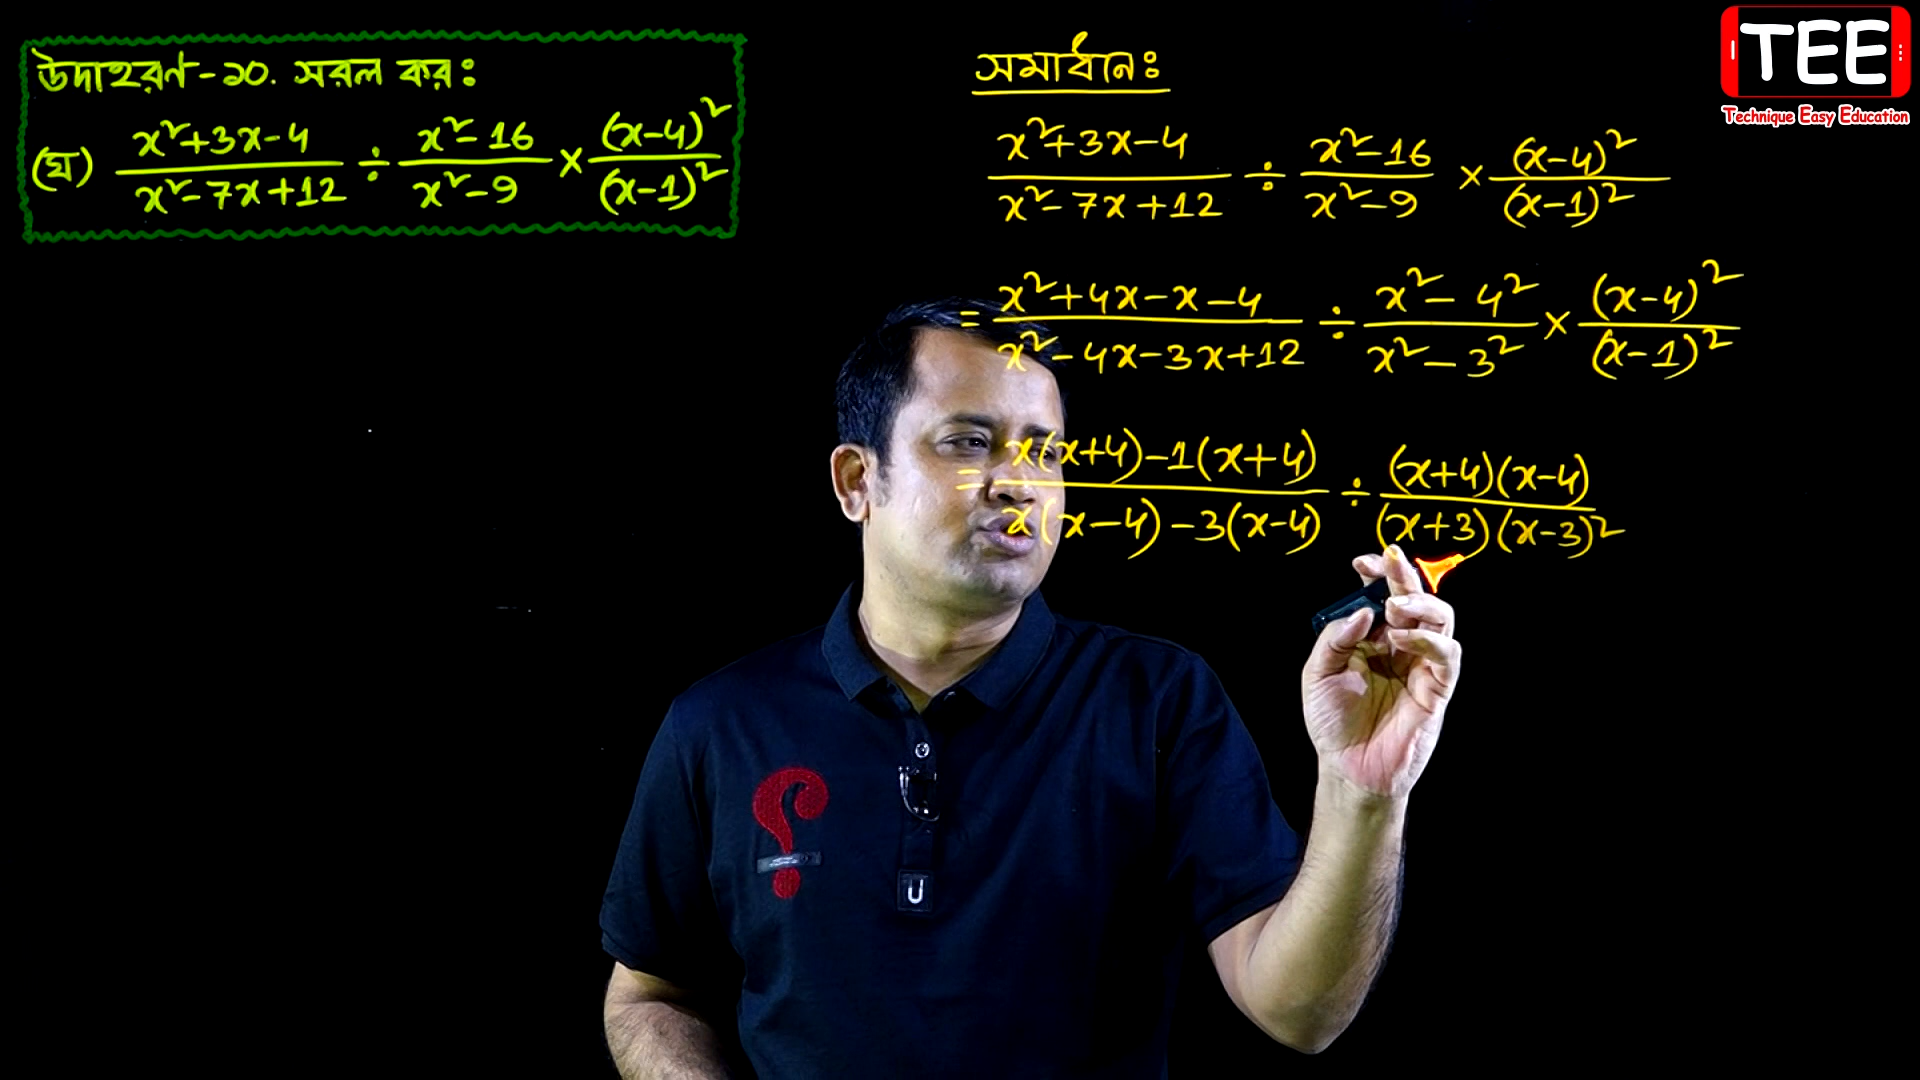 উদাহরণ-১০. সরল কর:
(ঘ) (x²+3x-4)/(x²-7x+12) ÷ (x²-16)/(x²-9) × (x-4)²/(x-1)²
সমাধান:
(x²+3x-4)/(x²-7x+12) ÷ (x²-16)/(x²-9) × (x-4)²/(x-1)²
= (x²+4x-x-4)/(x²-4x-3x+12) ÷ (x²-4²)/(x²-3²) × (x-4)²/(x-1)²
= (x(x+4)-1(x+4))/(x(x-4)-3(x-4)) ÷ ((x+4)(x-4))/((x+3)(x-3)²
TEE
Technique Easy Education
U